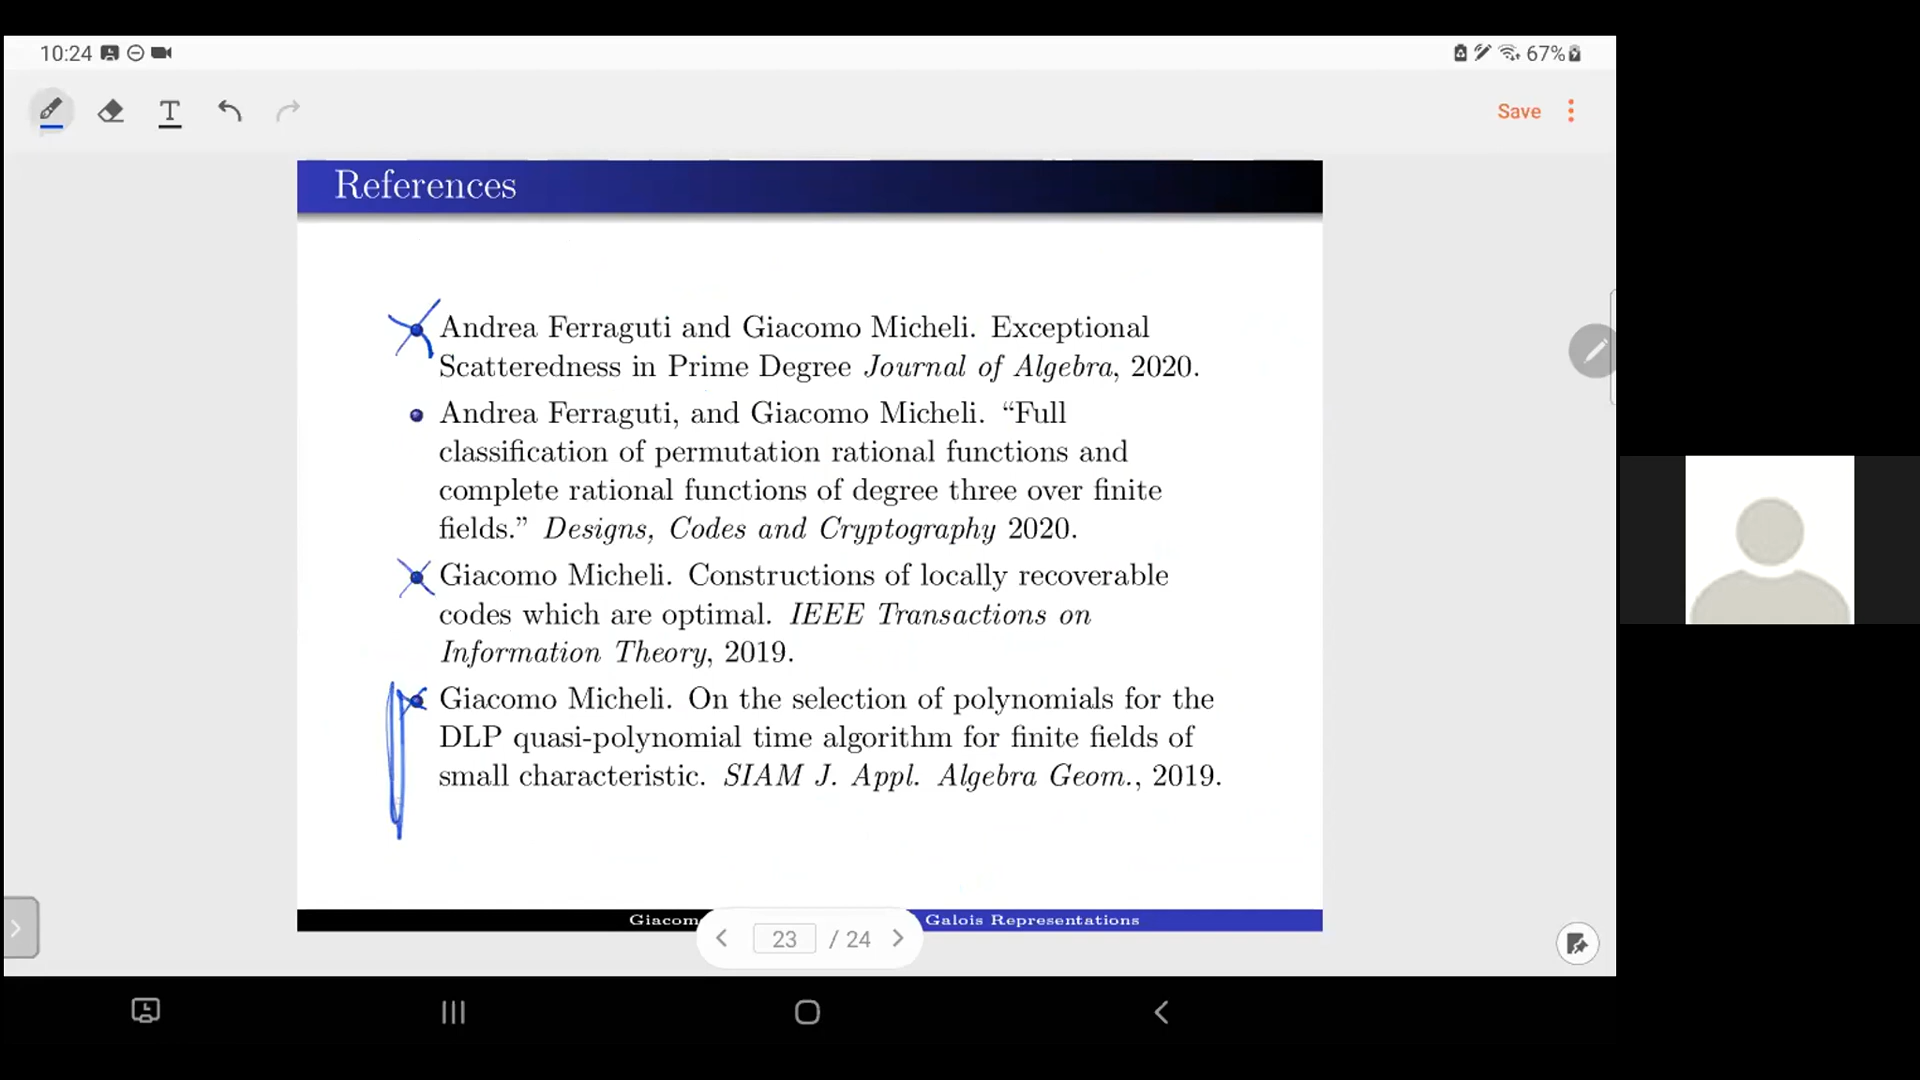 10:24
67%
T
Save
References
Andrea Ferraguti and Giacomo Micheli. Exceptional
Scatteredness in Prime Degree Journal of Algebra, 2020.
Andrea Ferraguti, and Giacomo Micheli. “Full
classification of permutation rational functions and
complete rational functions of degree three over finite
fields.” Designs, Codes and Cryptography 2020.
Giacomo Micheli. Constructions of locally recoverable
codes which are optimal. IEEE Transactions on
Information Theory, 2019.
Giacomo Micheli. On the selection of polynomials for the
DLP quasi-polynomial time algorithm for finite fields of
small characteristic. SIAM J. Appl. Algebra Geom., 2019.
Galois Representations
23 / 24